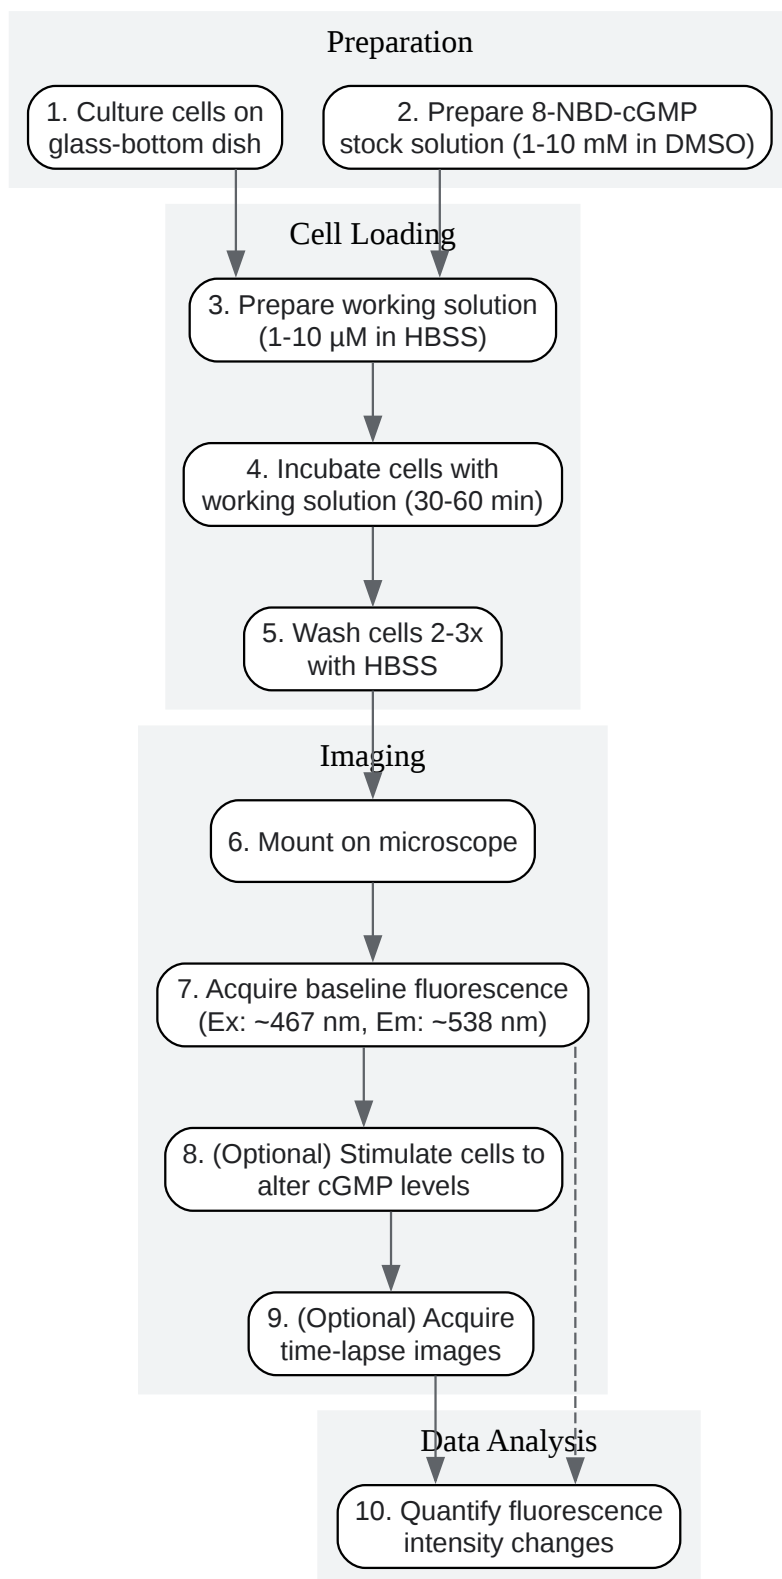 Preparation
1. Culture cells on
glass-bottom dish
2. Prepare 8-NBD-cGMP
stock solution (1-10 mM in DMSO)
Cell Loading
3. Prepare working solution
(1-10 µM in HBSS)
4. Incubate cells with
working solution (30-60 min)
5. Wash cells 2-3x
with HBSS
Imaging
6. Mount on microscope
7. Acquire baseline fluorescence
(Ex: ~467 nm, Em: ~538 nm)
8. (Optional) Stimulate cells to
alter cGMP levels
9. (Optional) Acquire
time-lapse images
Data Analysis
10. Quantify fluorescence
intensity changes